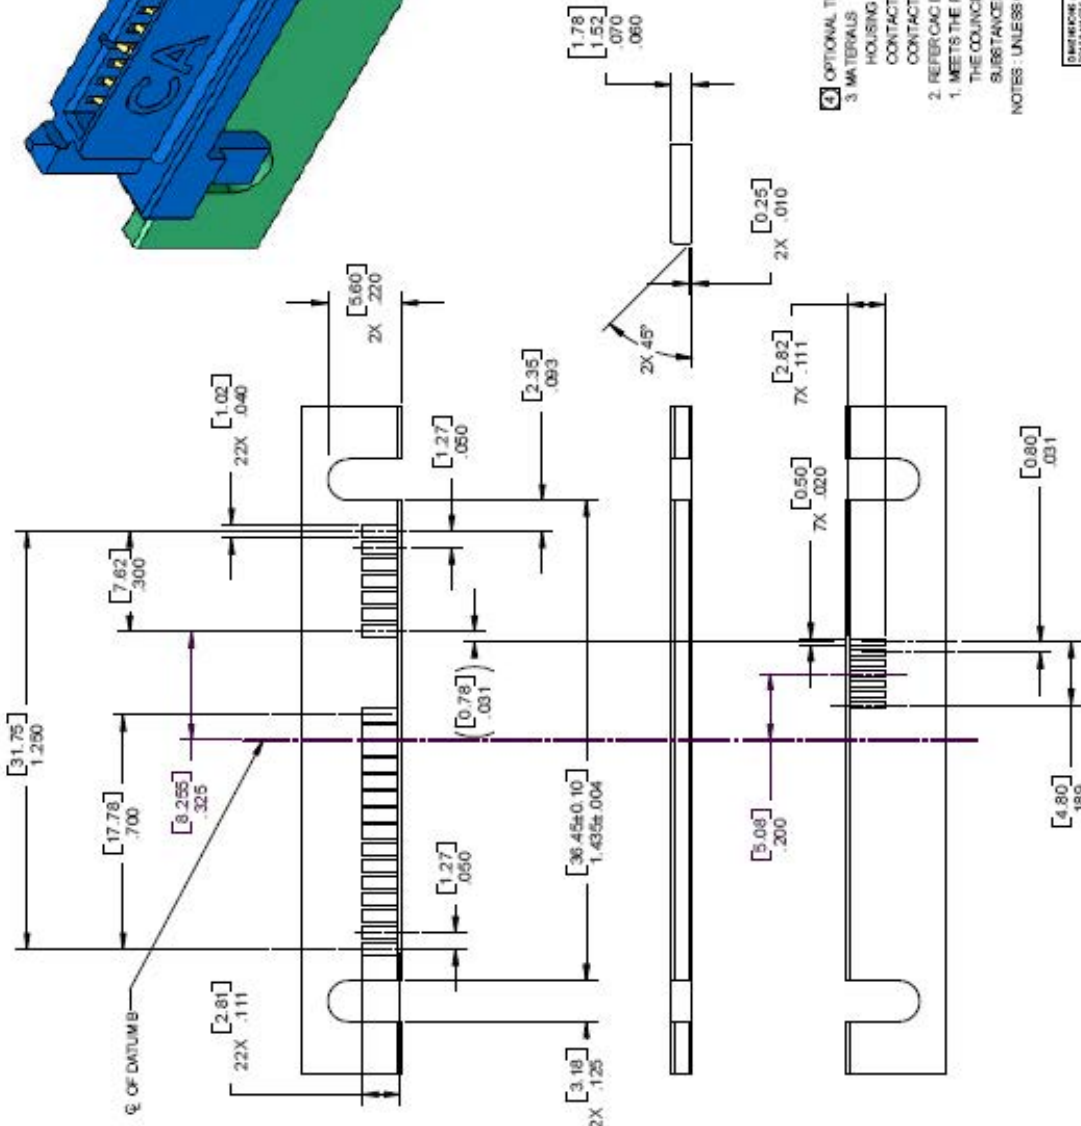 CA
[1.78]
[1.52]
.070
.060
4 OPTIONAL T
3 MATERIALS
HOUSING
CONTACT
CONTACT
2. REFER CAC
1. MEETS THE
THE COUNCI
SUBSTANCE
NOTES : UNLESS
[5.60]
2X .220
[0.25]
2X .010
2X 45°
[1.02]
22X .040
[1.27]
.050
[2.35]
.093
[2.82]
7X .111
[0.50]
7X .020
[0.80]
.031
[31.75]
1.250
[7.62]
.300
[8.255]
.325
[17.78]
.700
([0.78]
.031)
[1.27]
.050
[36.45±0.10]
1.435±.004
[5.08]
.200
[4.80]
.189
℄ OF DATUM B
[2.81]
22X .111
[3.18]
2X .125